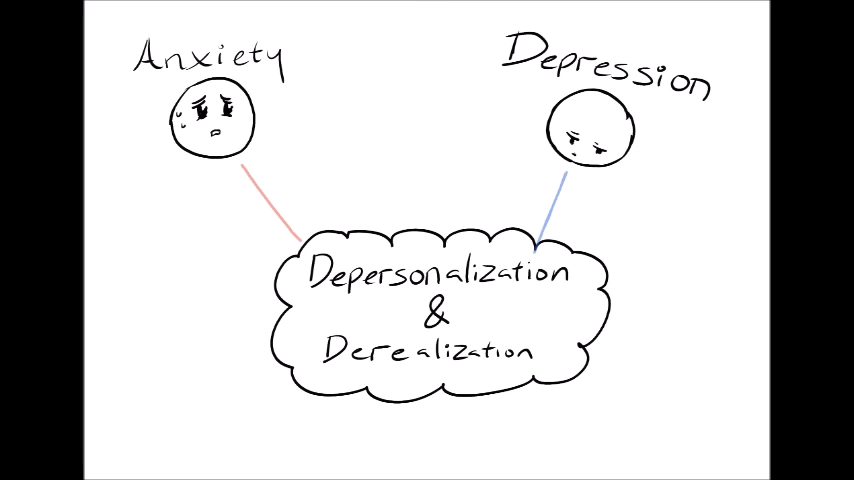 Anxiety
Depression
Depersonalization
&
Derealization